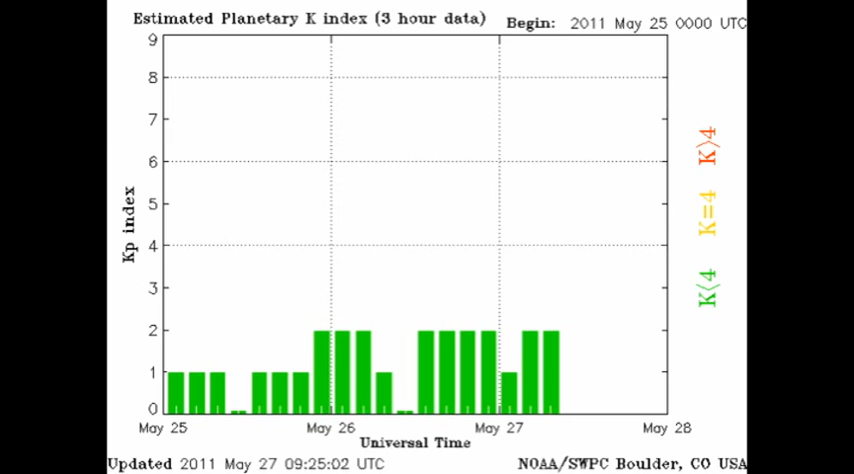 Estimated Planetary K index (3 hour data)
Begin: 2011 May 25 0000 UTC
9
8
7
6
5
4
3
2
1
0
Kp index
K>4
K=4
K<4
May 25
May 26
May 27
May 28
Universal Time
Updated 2011 May 27 09:25:02 UTC
NOAA/SWPC Boulder, CO USA